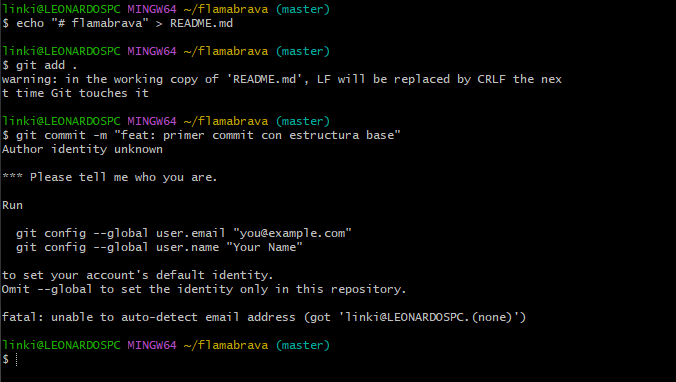 linki@LEONARDOSPC MINGW64 ~/flamabrava (master)
$ echo "# flamabrava" > README.md
linki@LEONARDOSPC MINGW64 ~/flamabrava (master)
$ git add .
warning: in the working copy of 'README.md', LF will be replaced by CRLF the nex
t time Git touches it
linki@LEONARDOSPC MINGW64 ~/flamabrava (master)
$ git commit -m "feat: primer commit con estructura base"
Author identity unknown
*** Please tell me who you are.
Run
  git config --global user.email "you@example.com"
  git config --global user.name "Your Name"
to set your account's default identity.
Omit --global to set the identity only in this repository.
fatal: unable to auto-detect email address (got 'linki@LEONARDOSPC.(none)')
linki@LEONARDOSPC MINGW64 ~/flamabrava (master)
$